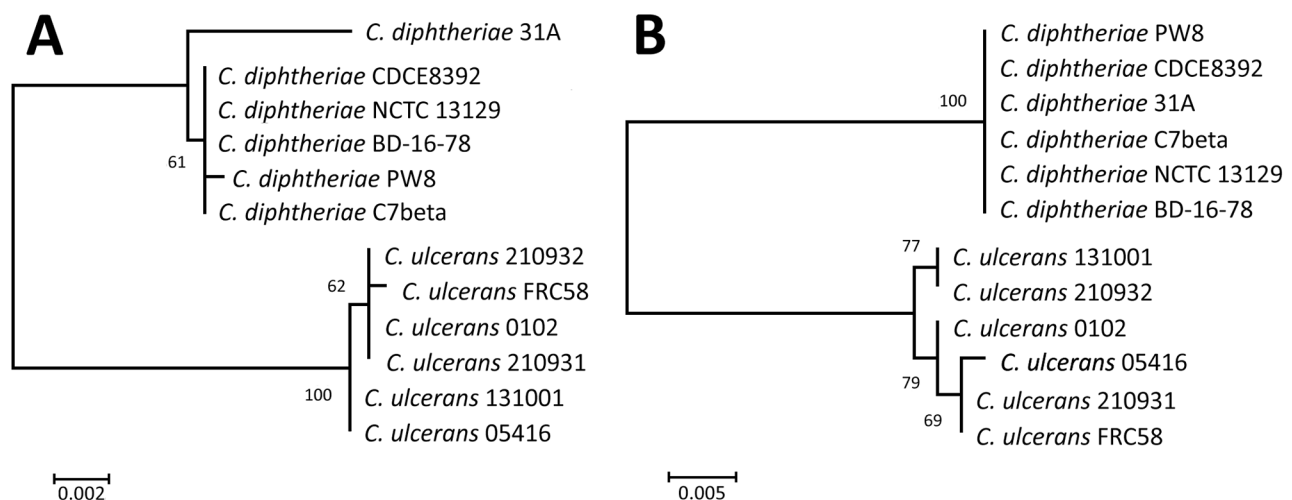 A
C. diphtheriae 31A
C. diphtheriae CDCE8392
C. diphtheriae NCTC 13129
C. diphtheriae BD-16-78
61
C. diphtheriae PW8
C. diphtheriae C7beta
C. ulcerans 210932
62
C. ulcerans FRC58
C. ulcerans 0102
C. ulcerans 210931
100
C. ulcerans 131001
C. ulcerans 05416
0.002
B
C. diphtheriae PW8
C. diphtheriae CDCE8392
100
C. diphtheriae 31A
C. diphtheriae C7beta
C. diphtheriae NCTC 13129
C. diphtheriae BD-16-78
77
C. ulcerans 131001
C. ulcerans 210932
C. ulcerans 0102
C. ulcerans 05416
79
C. ulcerans 210931
69
C. ulcerans FRC58
0.005